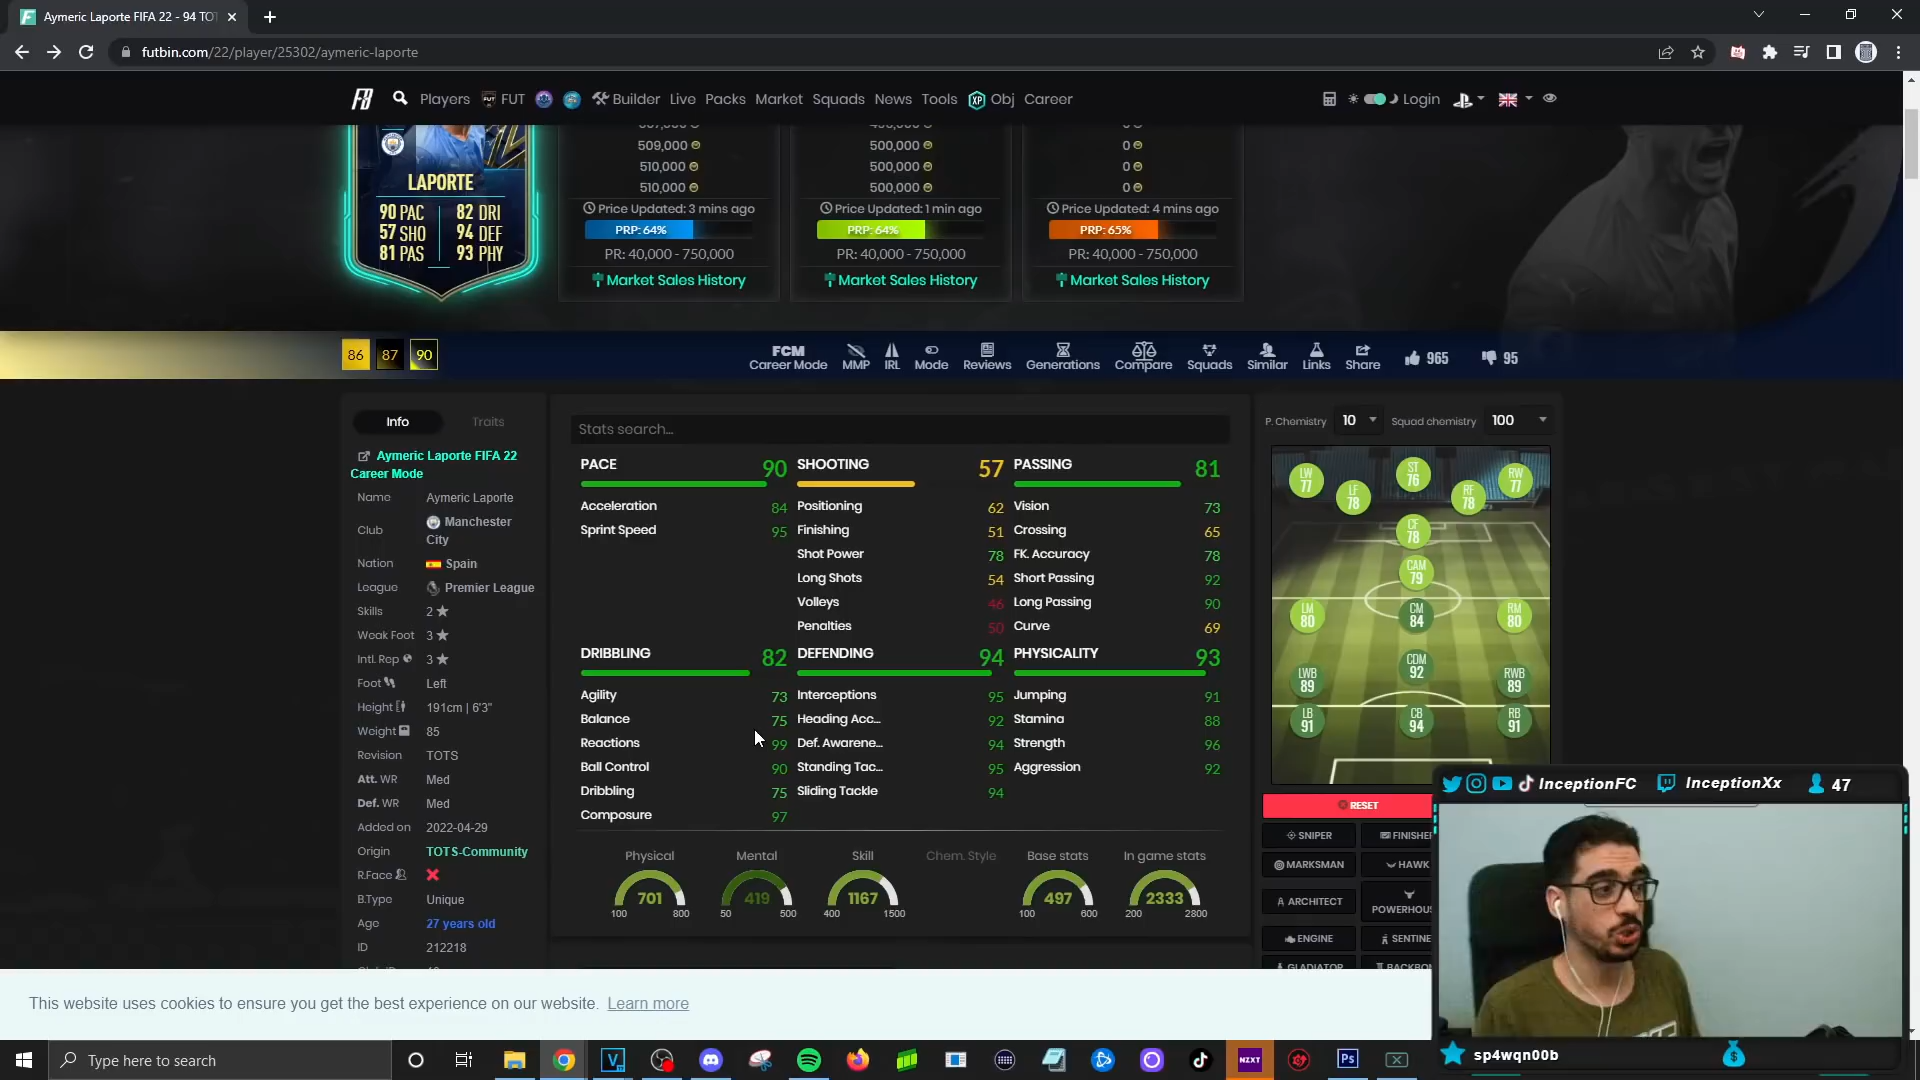 Aymeric Laporte FIFA 22 - 94 TO
futbin.com/22/player/25302/aymeric-laporte
Players FUT Builder Live Packs Market Squads News Tools XP Obj Career Login
509,000 500,000 0
510,000 500,000 0
510,000 500,000 0
LAPORTE
90 PAC 82 DRI
57 SHO 94 DEF
81 PAS 93 PHY
Price Updated: 3 mins ago
PRP: 64%
PR: 40,000 - 750,000
Market Sales History
Price Updated: 1 min ago
PRP: 64%
PR: 40,000 - 750,000
Market Sales History
Price Updated: 4 mins ago
PRP: 65%
PR: 40,000 - 750,000
Market Sales History
86 87 90
FCM
Career Mode MMP IRL Mode Reviews Generations Compare Squads Similar Links Share 965 95
Info Traits
Aymeric Laporte FIFA 22
Career Mode
Name Aymeric Laporte
Club Manchester
City
Nation Spain
League Premier League
Skills 2
Weak Foot 3
Intl. Rep 3
Foot Left
Height 191cm | 6'3"
Weight 85
Revision TOTS
Att. WR Med
Def. WR Med
Added on 2022-04-29
Origin TOTS-Community
R.Face
B.Type Unique
Age 27 years old
ID 212218
Stats search...
PACE 90
Acceleration 84
Sprint Speed 95
SHOOTING 57
Positioning 62
Finishing 51
Shot Power 78
Long Shots 54
Volleys 46
Penalties 50
PASSING 81
Vision 73
Crossing 65
FK. Accuracy 78
Short Passing 92
Long Passing 90
Curve 69
DRIBBLING 82
Agility 73
Balance 75
Reactions 99
Ball Control 90
Dribbling 75
Composure 97
DEFENDING 94
Interceptions 95
Heading Acc... 92
Def. Awarene... 94
Standing Tac... 95
Sliding Tackle 94
PHYSICALITY 93
Jumping 91
Stamina 88
Strength 96
Aggression 92
Physical Mental Skill Chem. Style Base stats In game stats
701 419 1167 497 2333
100 800 50 500 400 1500 100 600 200 2800
P. Chemistry 10 Squad chemistry 100
LW 77
ST 76
RW 77
LF 78
RF 78
CF 78
CAM 79
LM 80
CM 84
RM 80
CDM 92
LWB 89
RWB 89
LB 91
CB 94
RB 91
RESET
SNIPER FINISHE
MARKSMAN HAWK
ARCHITECT POWERHOU
ENGINE SENTINE
GLADIATOR BACKBO
InceptionFC InceptionXx 47
sp4wqn00b
This website uses cookies to ensure you get the best experience on our website. Learn more
Type here to search
NZXT
Ps